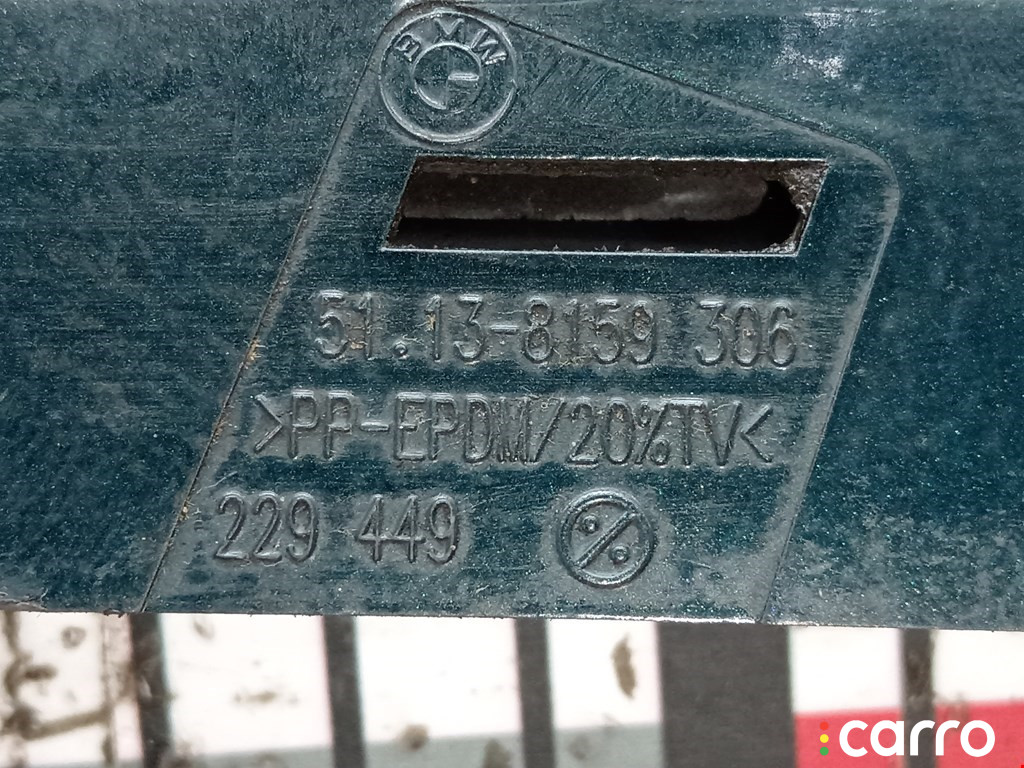 BMW
51.13-8159 306
>PP-EPDM/20%TV<
229 449
carro